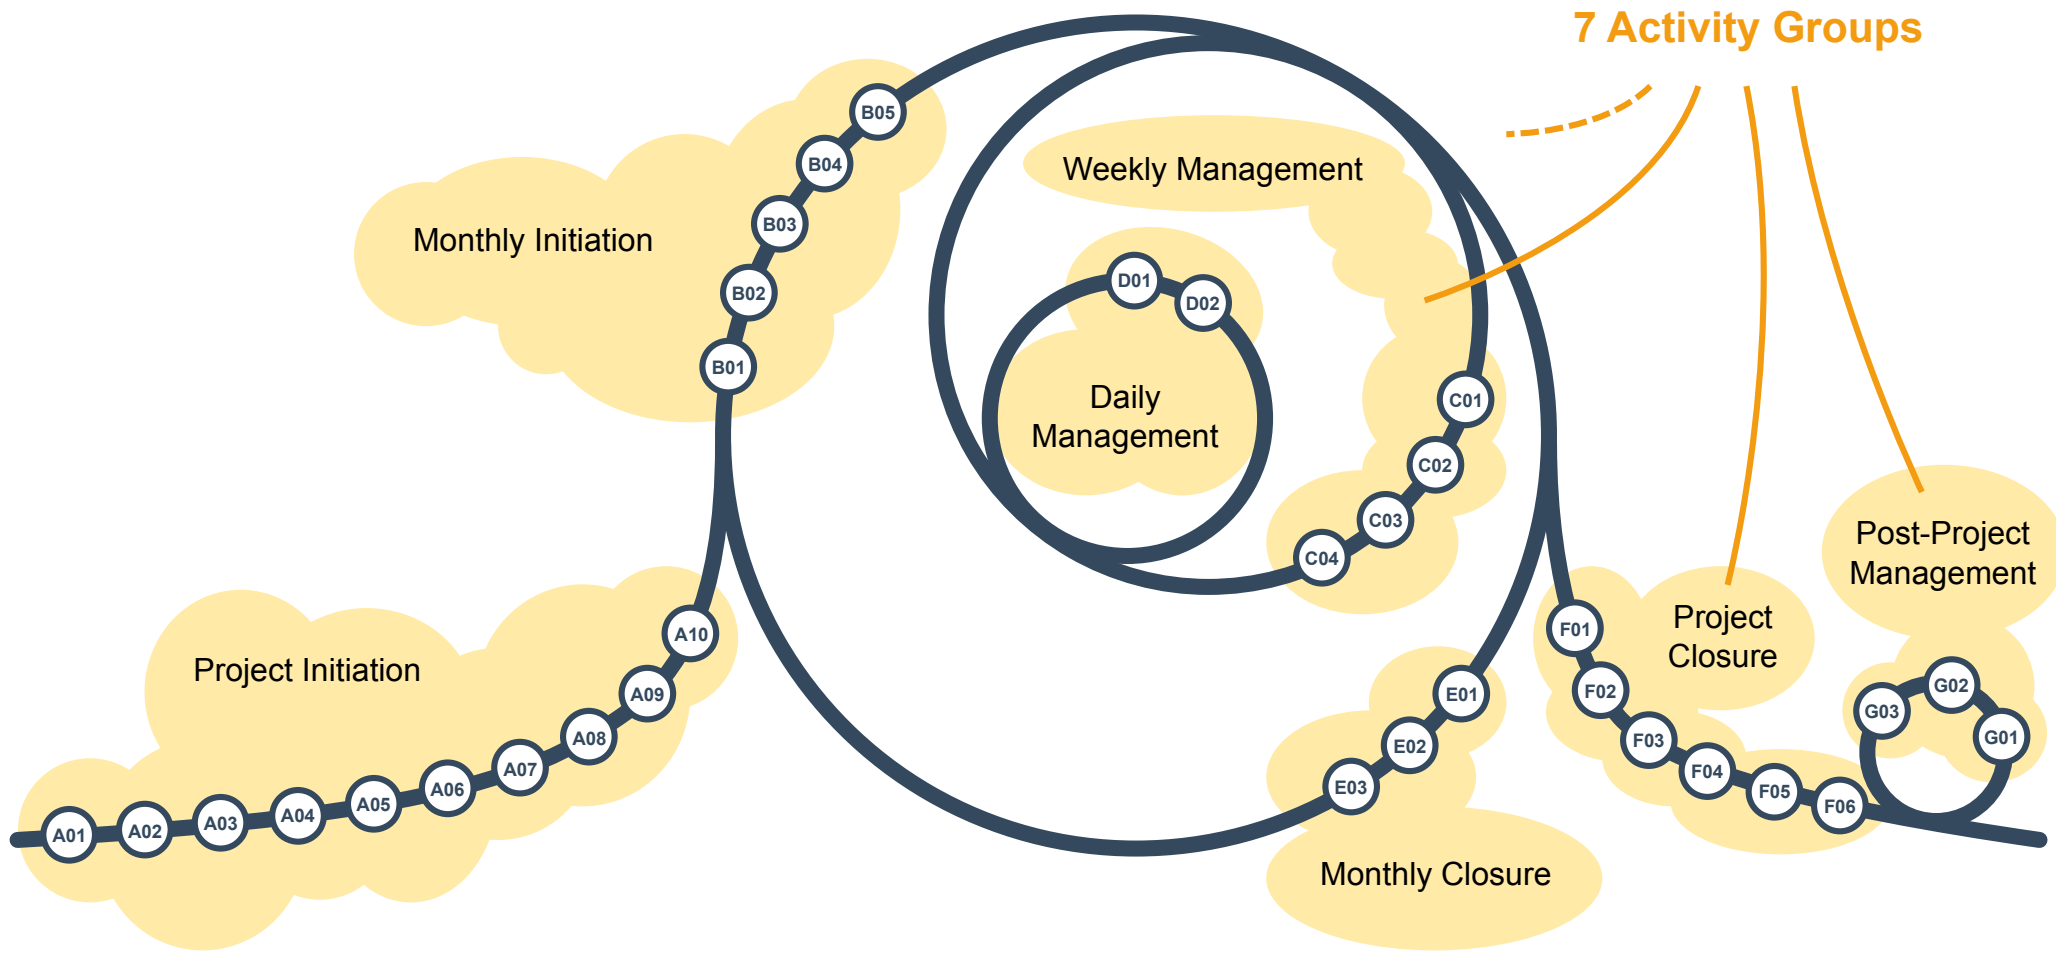 7 Activity Groups
Monthly Initiation
B01
B02
B03
B04
B05
Weekly Management
C01
C02
C03
C04
D01
D02
Daily
Management
Project Initiation
A01
A02
A03
A04
A05
A06
A07
A08
A09
A10
E01
E02
E03
Monthly Closure
Project
Closure
F01
F02
F03
F04
F05
F06
Post-Project
Management
G03
G02
G01